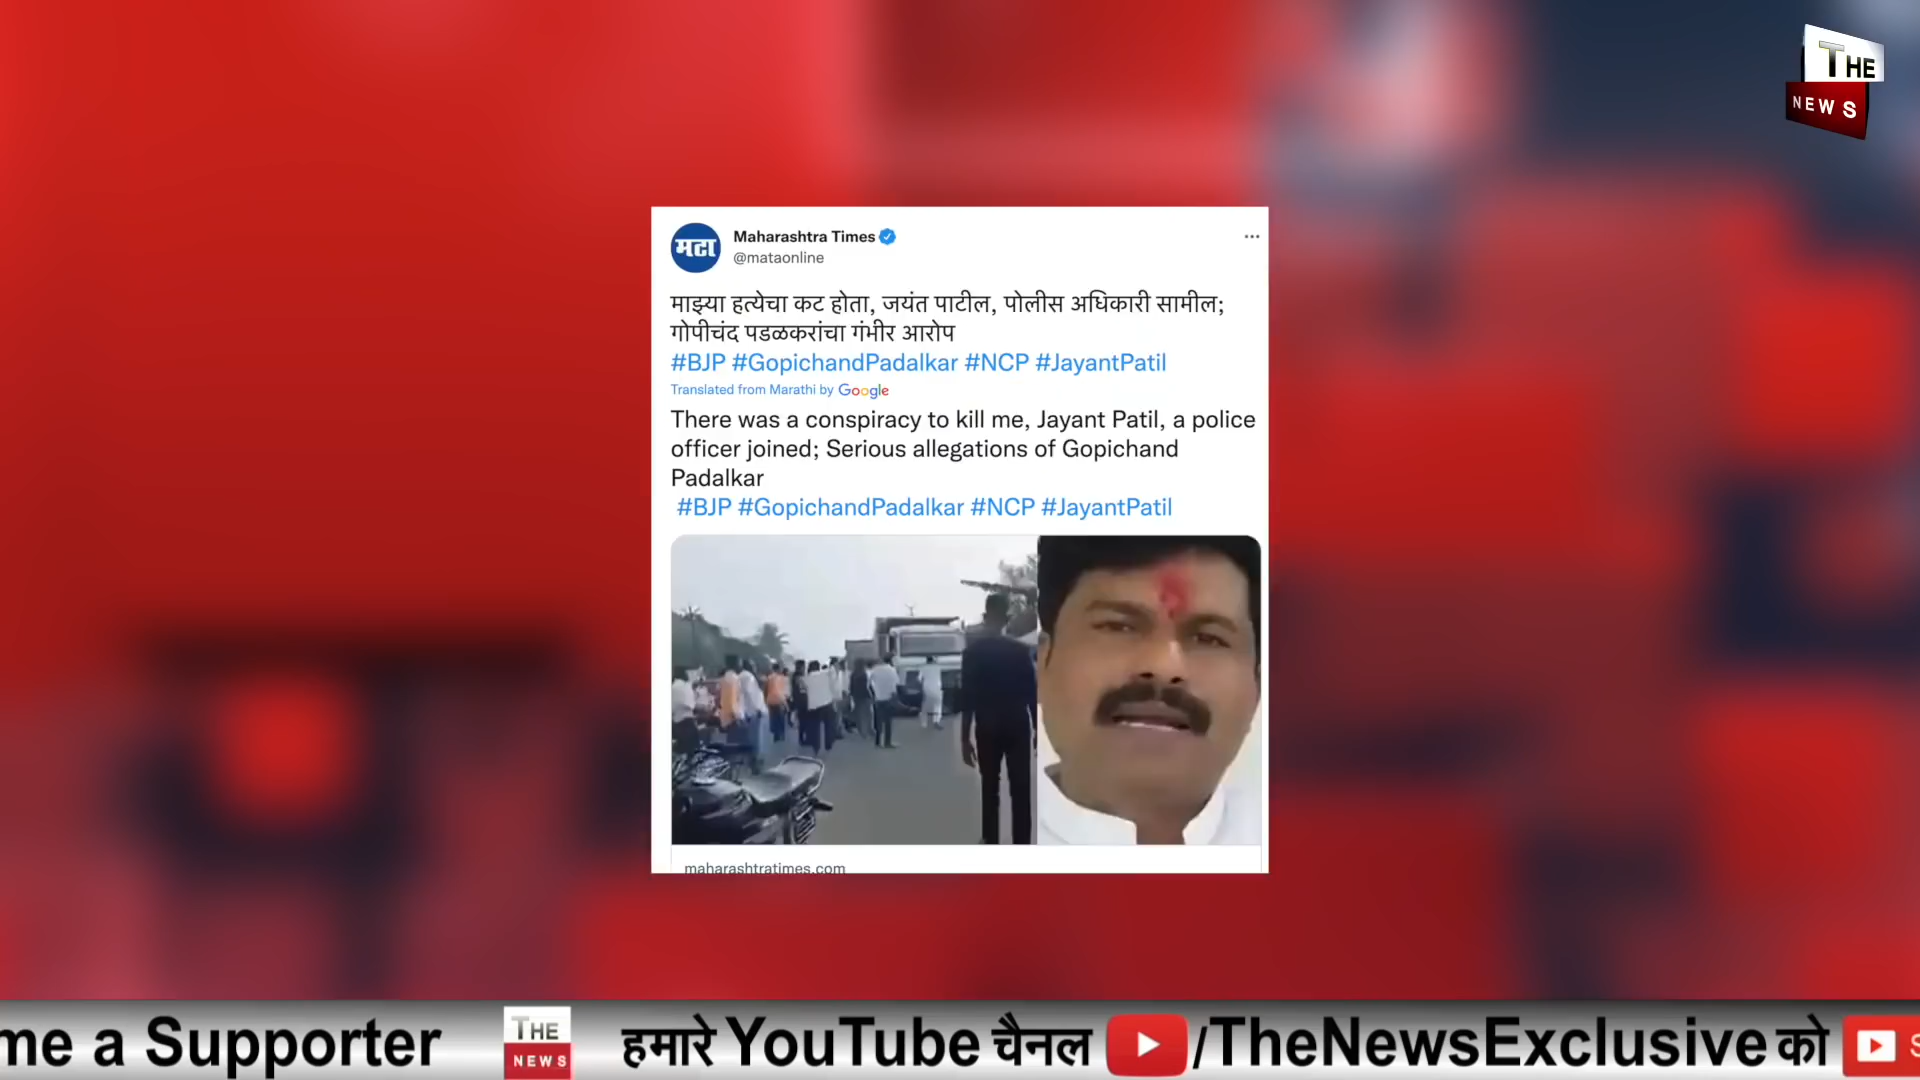 THE
NEWS
मटा
Maharashtra Times
@mataonline
माझ्या हत्येचा कट होता, जयंत पाटील, पोलीस अधिकारी सामील;
गोपीचंद पडळकरांचा गंभीर आरोप
#BJP #GopichandPadalkar #NCP #JayantPatil
Translated from Marathi by Google
There was a conspiracy to kill me, Jayant Patil, a police
officer joined; Serious allegations of Gopichand
Padalkar
#BJP #GopichandPadalkar #NCP #JayantPatil
maharashtratimes.com
me a Supporter THE NEWS हमारे YouTube चैनल /TheNewsExclusive को